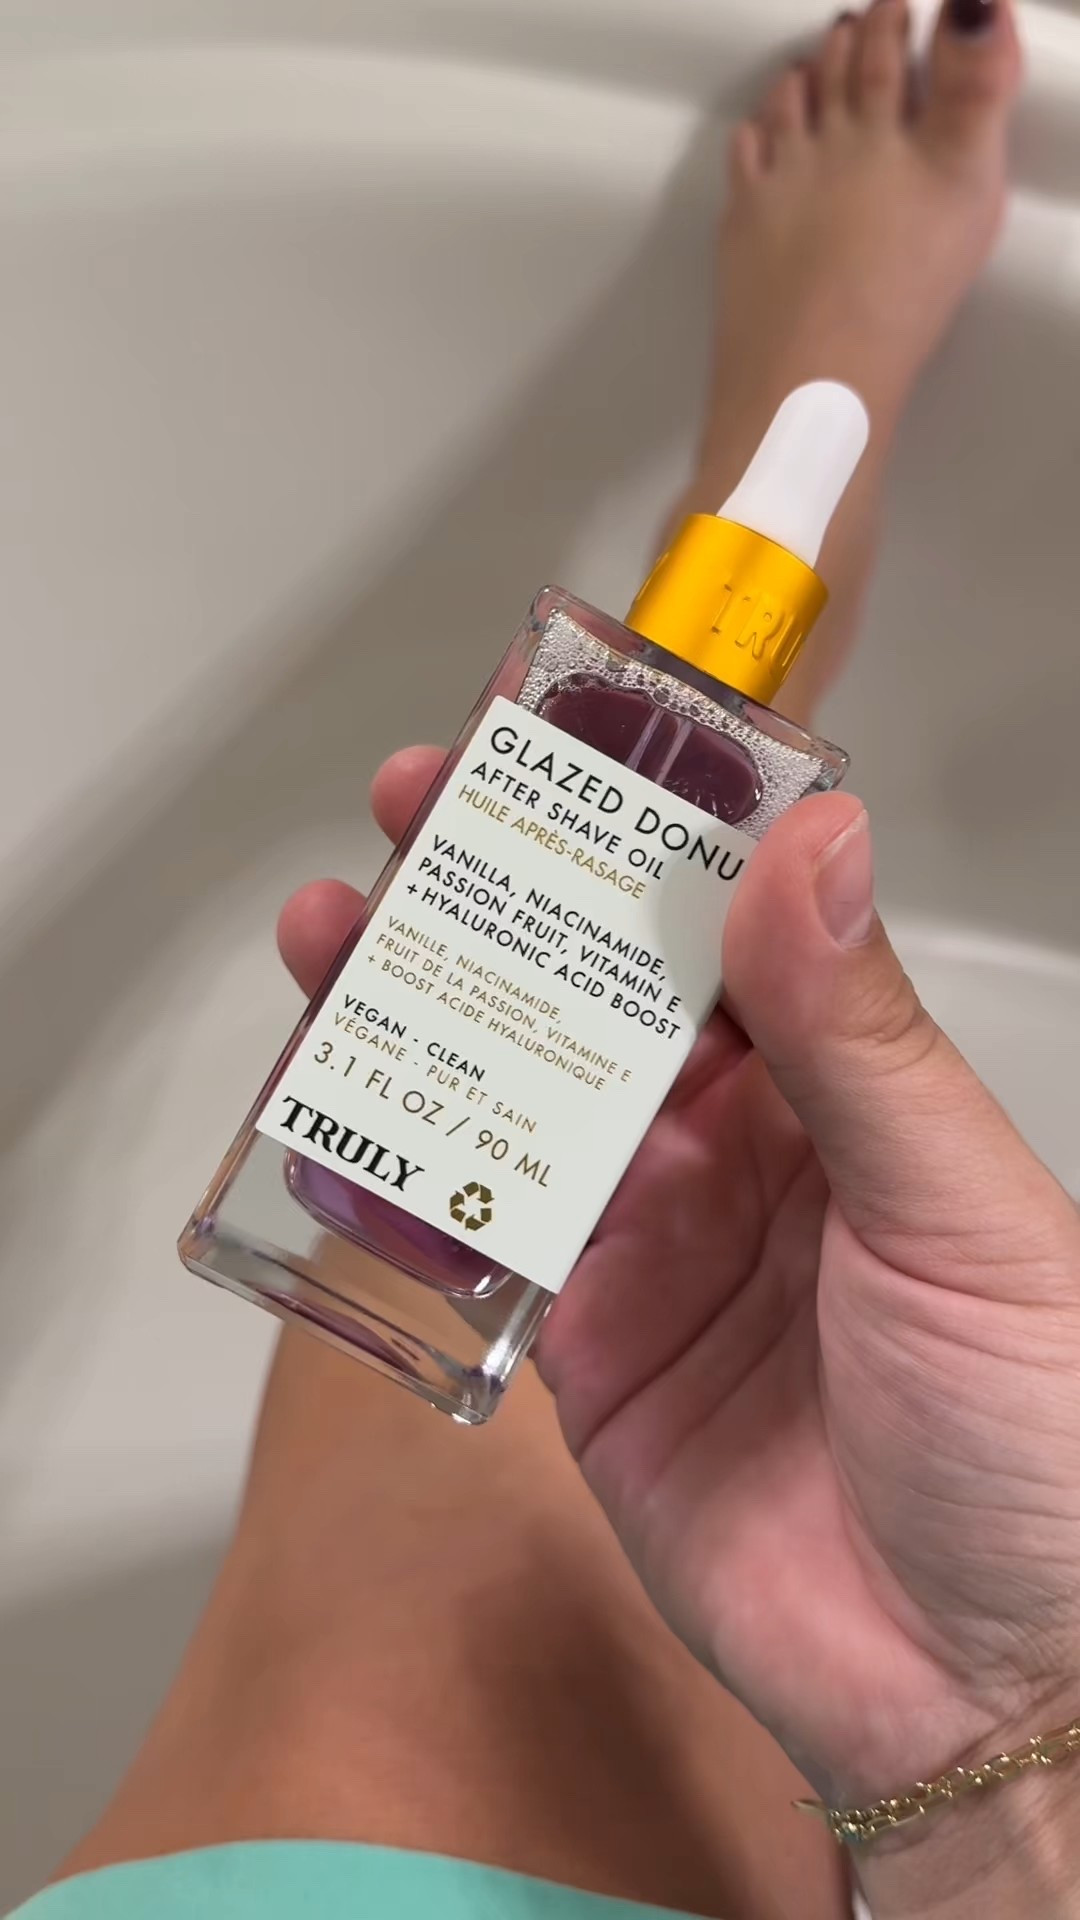 TRU
GLAZED DONU
AFTER SHAVE OIL
HUILE APRÈS-RASAGE
VANILLA, NIACINAMIDE,
PASSION FRUIT, VITAMIN E
+ HYALURONIC ACID BOOST
VANILLE, NIACINAMIDE,
FRUIT DE LA PASSION, VITAMINE E
+ BOOST ACIDE HYALURONIQUE
VEGAN - CLEAN
VÉGANE - PUR ET SAIN
3.1 FL OZ / 90 ML
TRULY